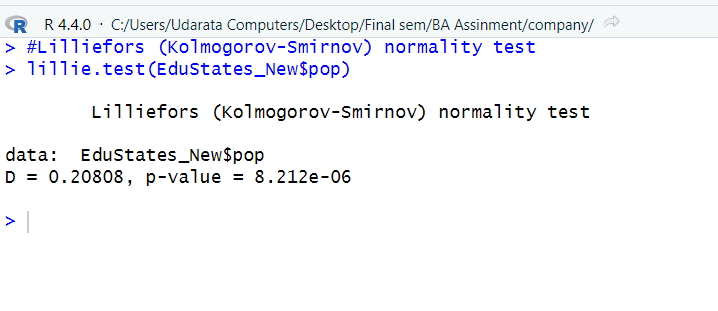 R R 4.4.0 · C:/Users/Udarata Computers/Desktop/Final sem/BA Assinment/company/
> #Lilliefors (Kolmogorov-Smirnov) normality test
> lillie.test(EduStates_New$pop)
Lilliefors (Kolmogorov-Smirnov) normality test
data:  EduStates_New$pop
D = 0.20808, p-value = 8.212e-06
>